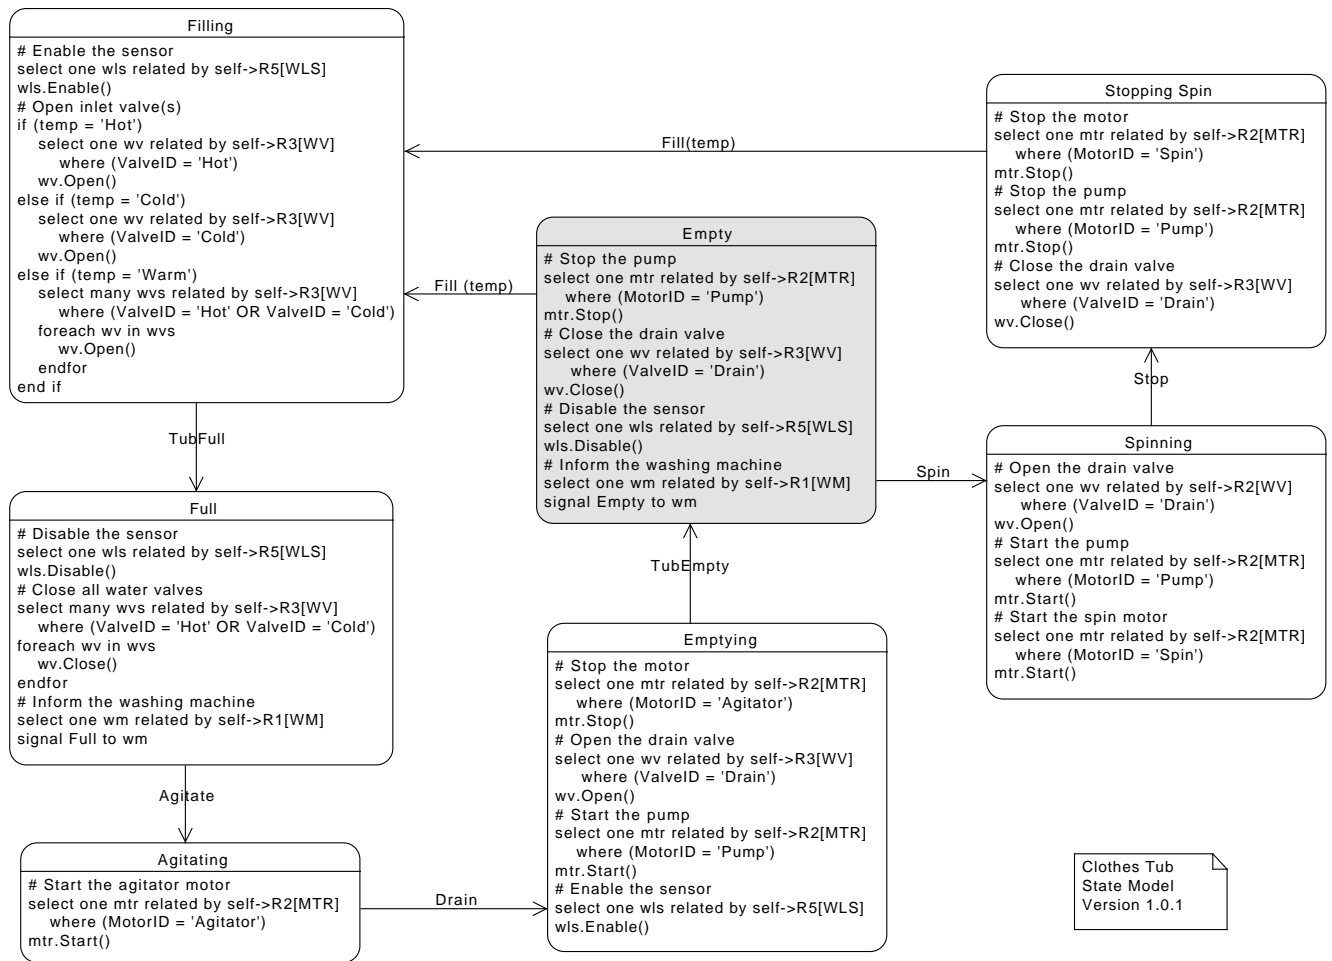 Filling
# Enable the sensor
select one wls related by self->R5[WLS]
wls.Enable()
# Open inlet valve(s)
if (temp = 'Hot')
select one wv related by self->R3[WV]
where (ValveID = 'Hot')
wv.Open()
else if (temp = 'Cold')
select one wv related by self->R3[WV]
where (ValveID = 'Cold')
wv.Open()
else if (temp = 'Warm')
select many wvs related by self->R3[WV]
where (ValveID = 'Hot' OR ValveID = 'Cold')
foreach wv in wvs
wv.Open()
endfor
end if
TubFull
Full
# Disable the sensor
select one wls related by self->R5[WLS]
wls.Disable()
# Close all water valves
select many wvs related by self->R3[WV]
where (ValveID = 'Hot' OR ValveID = 'Cold')
foreach wv in wvs
wv.Close()
endfor
# Inform the washing machine
select one wm related by self->R1[WM]
signal Full to wm
Agitate
Agitating
# Start the agitator motor
select one mtr related by self->R2[MTR]
where (MotorID = 'Agitator')
mtr.Start()
Drain
Emptying
# Stop the motor
select one mtr related by self->R2[MTR]
where (MotorID = 'Agitator')
mtr.Stop()
# Open the drain valve
select one wv related by self->R3[WV]
where (ValveID = 'Drain')
wv.Open()
# Start the pump
select one mtr related by self->R2[MTR]
where (MotorID = 'Pump')
mtr.Start()
# Enable the sensor
select one wls related by self->R5[WLS]
wls.Enable()
TubEmpty
Empty
# Stop the pump
select one mtr related by self->R2[MTR]
where (MotorID = 'Pump')
mtr.Stop()
# Close the drain valve
select one wv related by self->R3[WV]
where (ValveID = 'Drain')
wv.Close()
# Disable the sensor
select one wls related by self->R5[WLS]
wls.Disable()
# Inform the washing machine
select one wm related by self->R1[WM]
signal Empty to wm
Fill (temp)
Spin
Spinning
# Open the drain valve
select one wv related by self->R2[WV]
where (ValveID = 'Drain')
wv.Open()
# Start the pump
select one mtr related by self->R2[MTR]
where (MotorID = 'Pump')
mtr.Start()
# Start the spin motor
select one mtr related by self->R2[MTR]
where (MotorID = 'Spin')
mtr.Start()
Stop
Stopping Spin
# Stop the motor
select one mtr related by self->R2[MTR]
where (MotorID = 'Spin')
mtr.Stop()
# Stop the pump
select one mtr related by self->R2[MTR]
where (MotorID = 'Pump')
mtr.Stop()
# Close the drain valve
select one wv related by self->R3[WV]
where (ValveID = 'Drain')
wv.Close()
Fill(temp)
Clothes Tub
State Model
Version 1.0.1